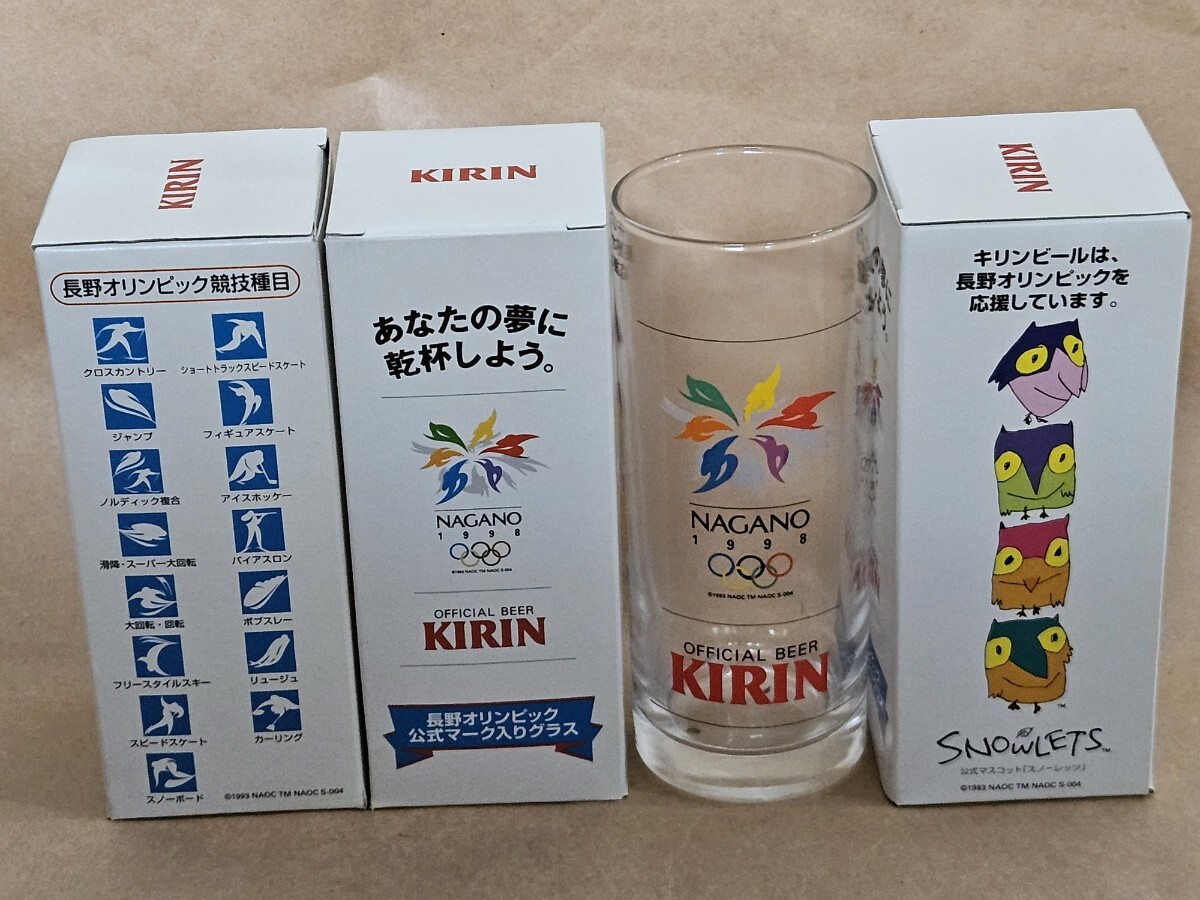 KIRIN
長野オリンピック競技種目
クロスカントリー
ショートトラックスピードスケート
ジャンプ
フィギュアスケート
ノルディック複合
アイスホッケー
滑降・スーパー大回転
バイアスロン
大回転・回転
ボブスレー
フリースタイルスキー
リュージュ
スピードスケート
カーリング
スノーボード
©1993 NAOC TM NAOC S-004
KIRIN
あなたの夢に
乾杯しよう。
NAGANO
1998
©1993 NAOC TM NAOC S-004
OFFICIAL BEER
KIRIN
長野オリンピック
公式マーク入りグラス
NAGANO
1998
©1993 NAOC TM NAOC S-004
OFFICIAL BEER
KIRIN
KIRIN
キリンビールは、
長野オリンピックを
応援しています。
TM
SNOWLETS TM
公式マスコット「スノーレッツ」
©1993 NAOC TM NAOC S-004